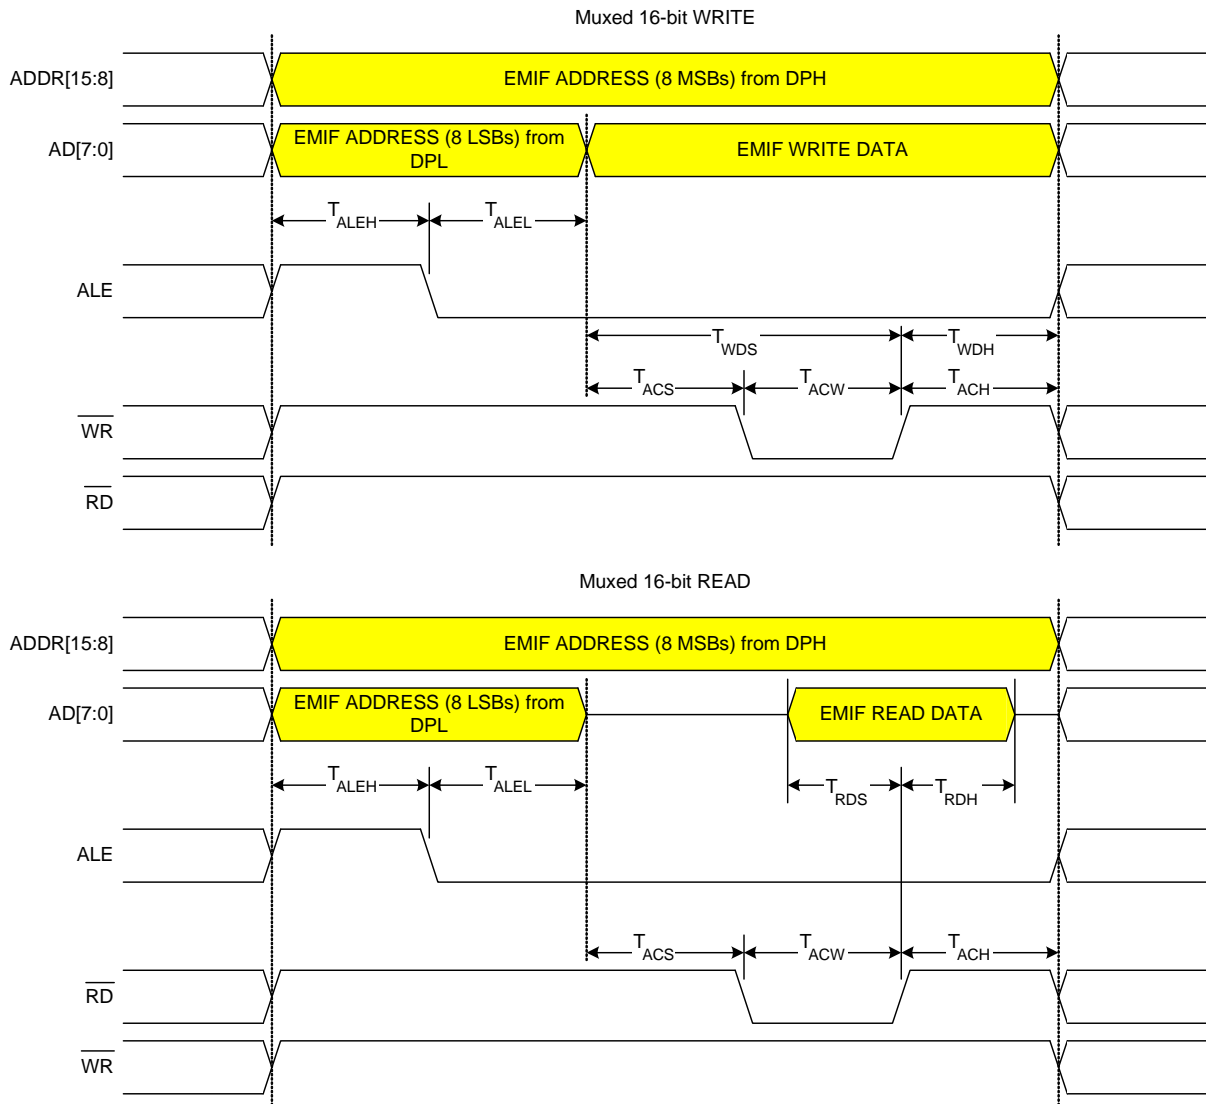 Muxed 16-bit WRITE
ADDR[15:8]
EMIF ADDRESS (8 MSBs) from DPH
AD[7:0]
EMIF ADDRESS (8 LSBs) from
DPL
EMIF WRITE DATA
TALEH
TALEL
ALE
TWDS
TWDH
TACS
TACW
TACH
WR
RD
Muxed 16-bit READ
ADDR[15:8]
EMIF ADDRESS (8 MSBs) from DPH
AD[7:0]
EMIF ADDRESS (8 LSBs) from
DPL
EMIF READ DATA
TALEH
TALEL
TRDS
TRDH
ALE
TACS
TACW
TACH
RD
WR